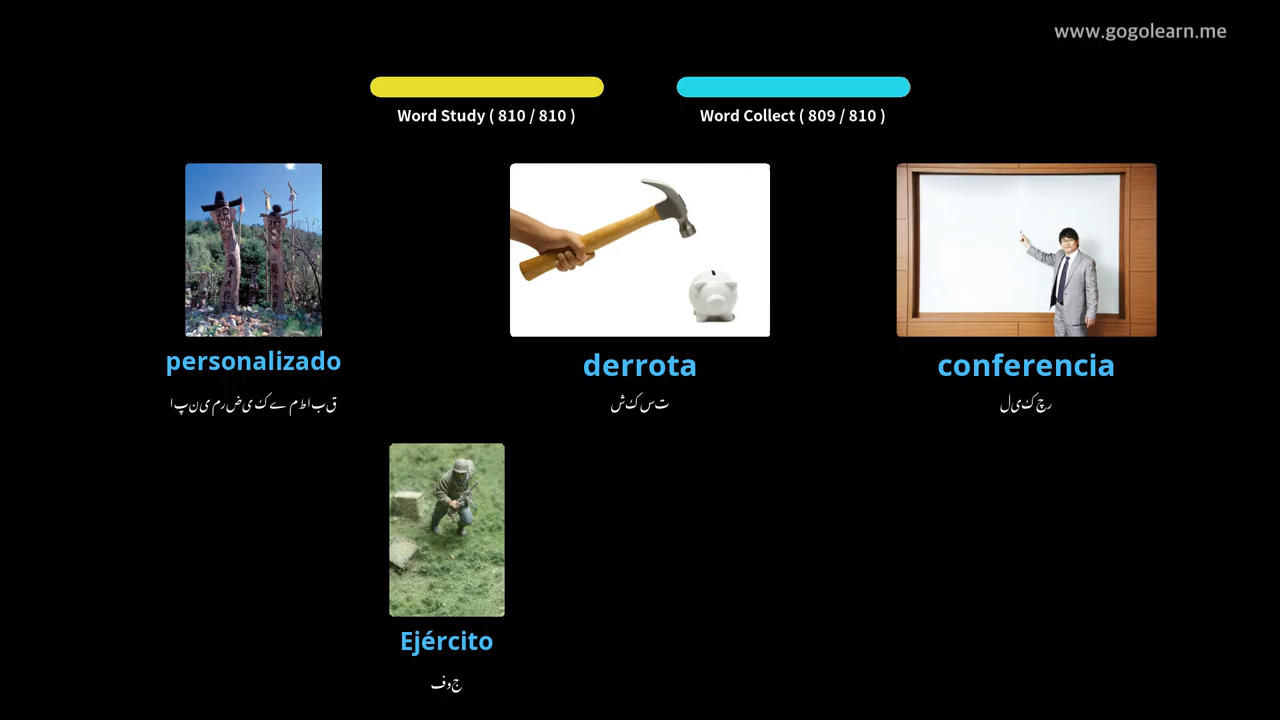 www.gogolearn.me
Word Study ( 810 / 810 )
Word Collect ( 809 / 810 )
personalizado
اپنی مرضی کے مطابق
derrota
شکست
conferencia
لیکچر
Ejército
فوج